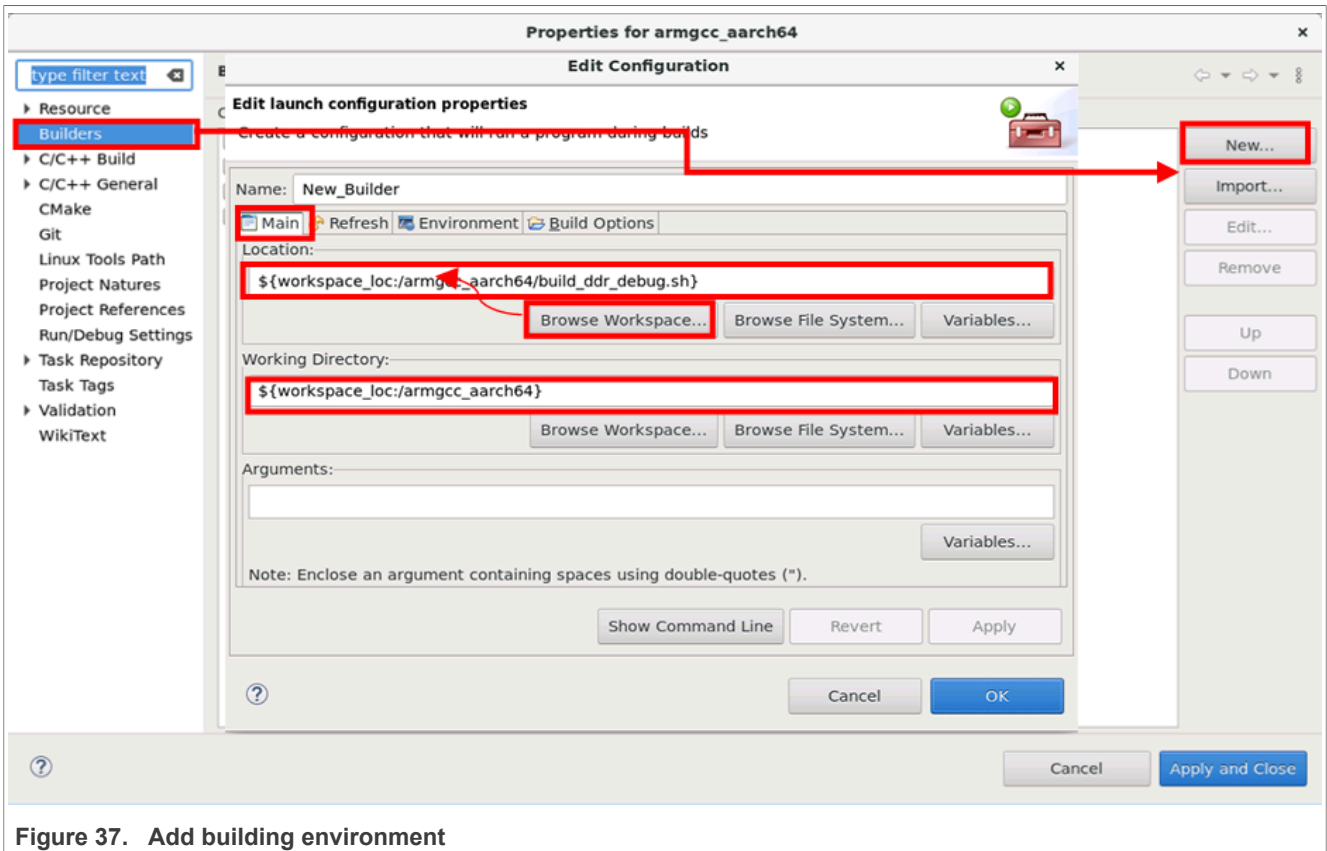 Properties for armgcc_aarch64
type filter text
Resource
Builders
C/C++ Build
C/C++ General
CMake
Git
Linux Tools Path
Project Natures
Project References
Run/Debug Settings
Task Repository
Task Tags
Validation
WikiText
Edit Configuration
Edit launch configuration properties
Create a configuration that will run a program during builds
Name: New_Builder
Main Refresh Environment Build Options
Location:
${workspace_loc:/armgcc_aarch64/build_ddr_debug.sh}
Browse Workspace... Browse File System... Variables...
Working Directory:
${workspace_loc:/armgcc_aarch64}
Browse Workspace... Browse File System... Variables...
Arguments:
Variables...
Note: Enclose an argument containing spaces using double-quotes (").
Show Command Line Revert Apply
Cancel OK
New...
Import...
Edit...
Remove
Up
Down
Cancel Apply and Close
Figure 37. Add building environment